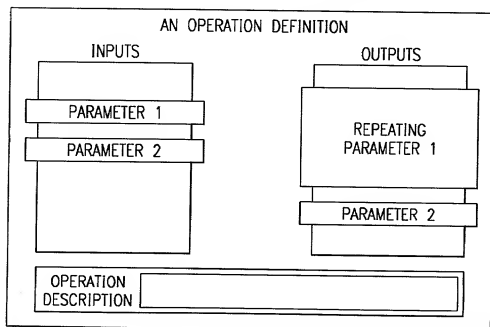 AN OPERATION DEFINITION
INPUTS
PARAMETER 1
PARAMETER 2
OUTPUTS
REPEATING
PARAMETER 1
PARAMETER 2
OPERATION
DESCRIPTION